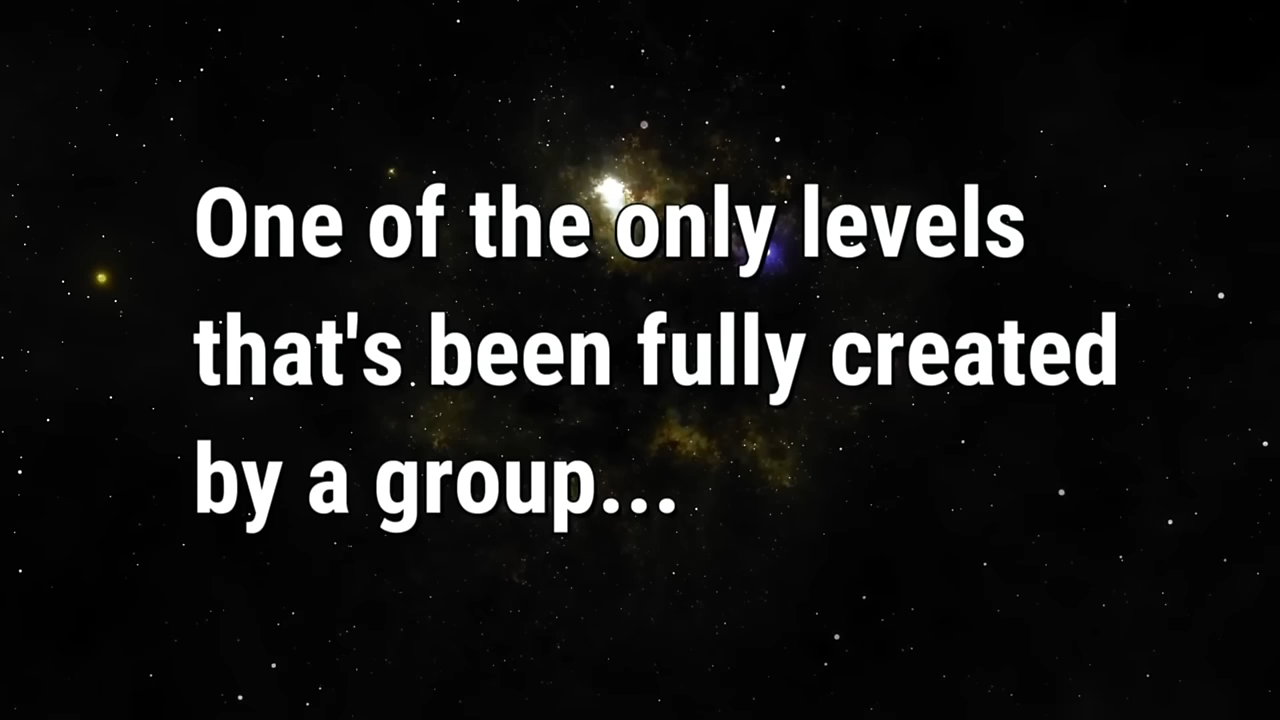 One of the only levels
that's been fully created
by a group...